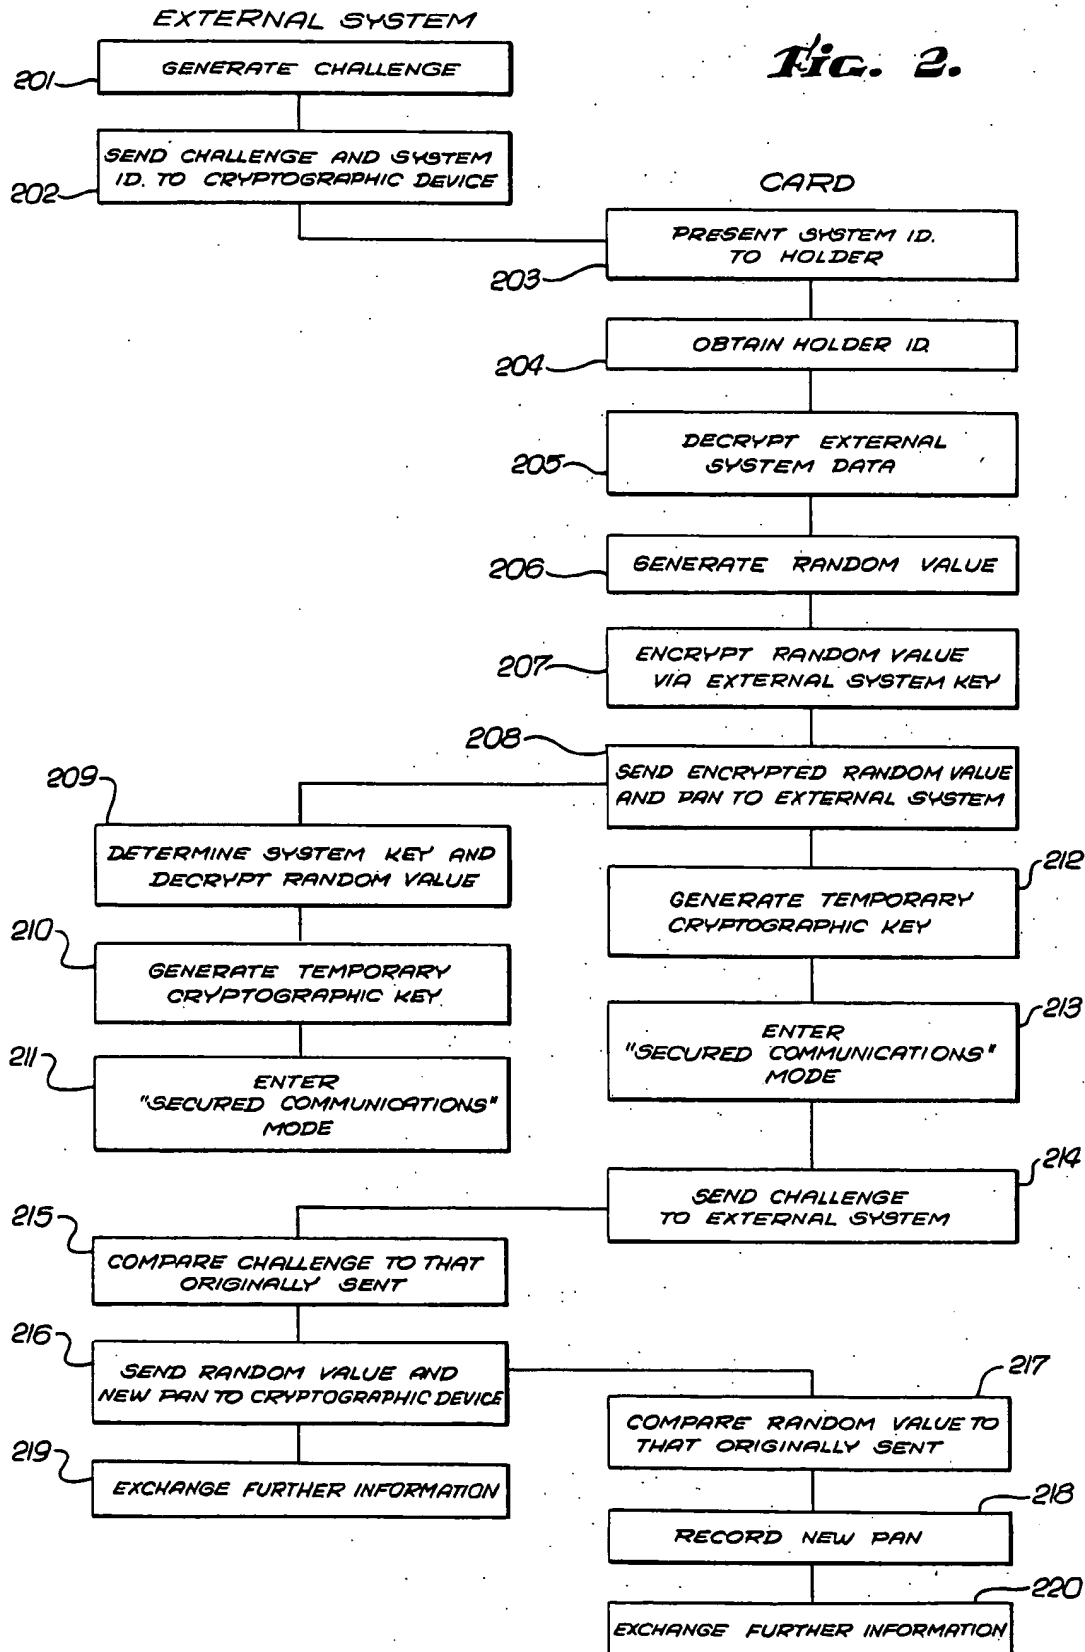 EXTERNAL SYSTEM
Fig. 2.
201
GENERATE CHALLENGE
202
SEND CHALLENGE AND SYSTEM
ID. TO CRYPTOGRAPHIC DEVICE
CARD
203
PRESENT SYSTEM ID.
TO HOLDER
204
OBTAIN HOLDER ID.
205
DECRYPT EXTERNAL
SYSTEM DATA
206
GENERATE RANDOM VALUE
207
ENCRYPT RANDOM VALUE
VIA EXTERNAL SYSTEM KEY
208
SEND ENCRYPTED RANDOM VALUE
AND PAN TO EXTERNAL SYSTEM
209
DETERMINE SYSTEM KEY AND
DECRYPT RANDOM VALUE
210
GENERATE TEMPORARY
CRYPTOGRAPHIC KEY
211
ENTER
"SECURED COMMUNICATIONS"
MODE
212
GENERATE TEMPORARY
CRYPTOGRAPHIC KEY
213
ENTER
"SECURED COMMUNICATIONS"
MODE
214
SEND CHALLENGE
TO EXTERNAL SYSTEM
215
COMPARE CHALLENGE TO THAT
ORIGINALLY SENT
216
SEND RANDOM VALUE AND
NEW PAN TO CRYPTOGRAPHIC DEVICE
217
COMPARE RANDOM VALUE TO
THAT ORIGINALLY SENT
218
RECORD NEW PAN
219
EXCHANGE FURTHER INFORMATION
220
EXCHANGE FURTHER INFORMATION